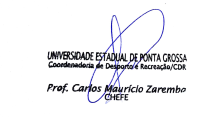 UNIVERSIDADE ESTADUAL DE PONTA GROSSA
Coordenadoria de Desporto e Recreação/CDR
Prof. Carlos Mauricio Zaremba
CHEFE